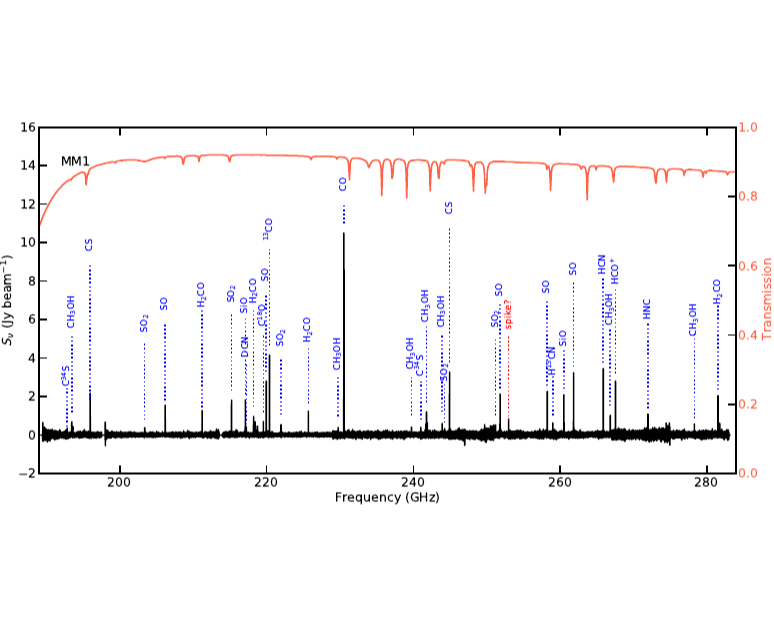 16
14
12
10
8
6
4
2
0
−2
S_ν (Jy beam⁻¹)
MM1
C³⁴S
CH₃OH
CS
SO₂
SO
H₂CO
SO₂
DCN
SiO
H₂CO
C¹⁸O
SO
¹³CO
SO₂
H₂CO
CH₃OH
CO
CH₃OH
C³⁴S
CH₃OH
CH₃OH
SO₂
CS
SO₂
SO
spike?
SO
H¹³CN
SiO
SO
HCN
CH₃OH
HCO⁺
HNC
CH₃OH
H₂CO
1.0
0.8
0.6
0.4
0.2
0.0
Transmission
200
220
240
260
280
Frequency (GHz)